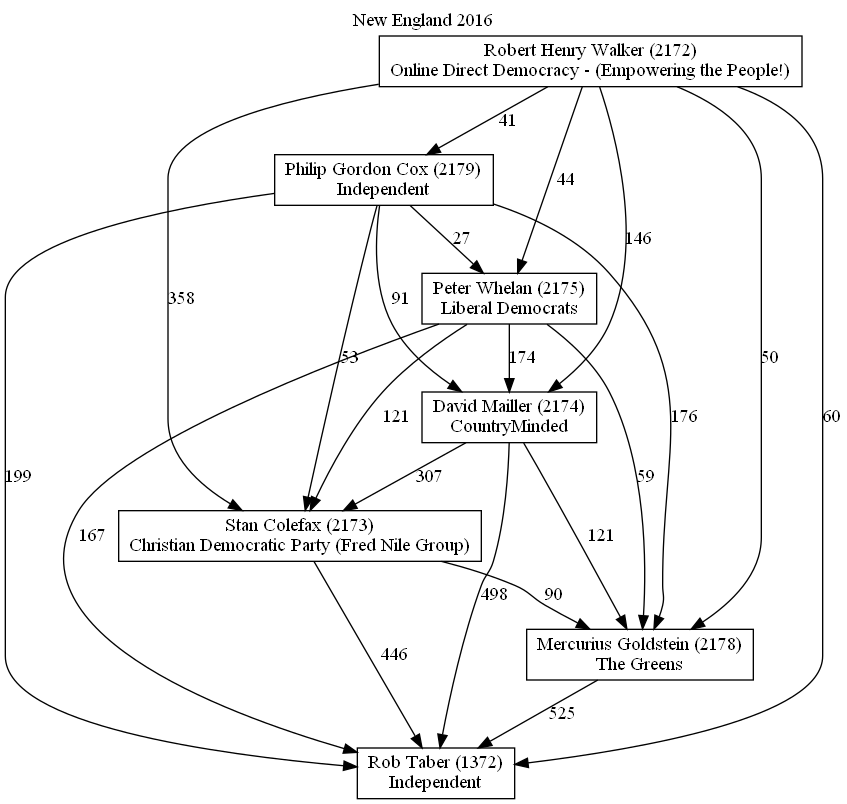 New England 2016
Robert Henry Walker (2172)
Online Direct Democracy - (Empowering the People!)
41
Philip Gordon Cox (2179)
Independent
44
27
146
Peter Whelan (2175)
Liberal Democrats
358
91
53
174
50
David Mailler (2174)
CountryMinded
121
176
60
199
307
59
Stan Colefax (2173)
Christian Democratic Party (Fred Nile Group)
167
121
498
90
Mercurius Goldstein (2178)
The Greens
446
525
Rob Taber (1372)
Independent